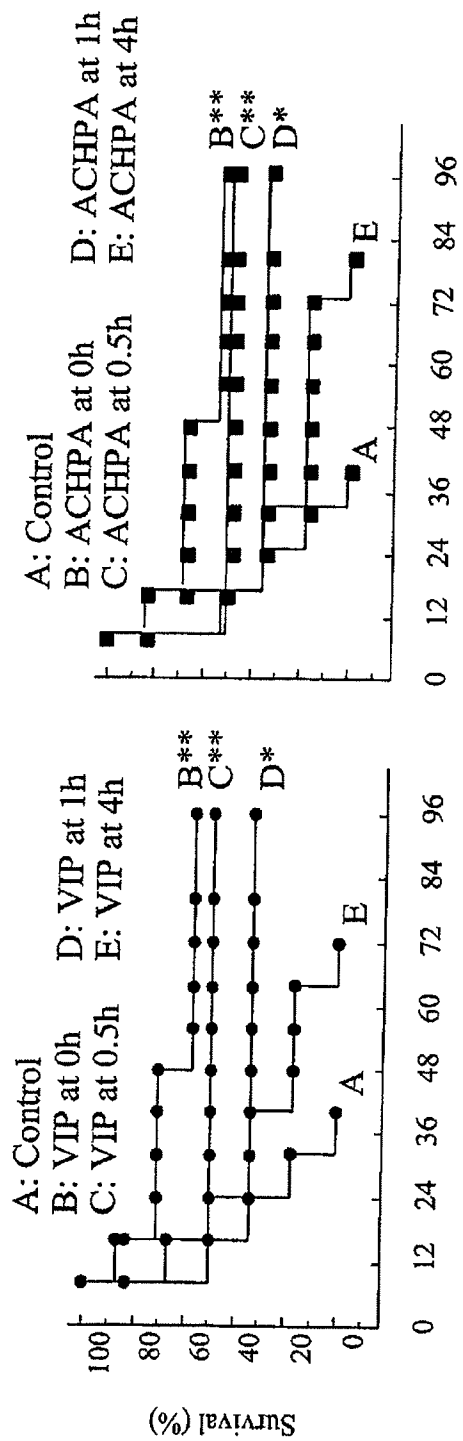 A: Control
B: VIP at 0h D: VIP at 1h
C: VIP at 0.5h E: VIP at 4h
Survival (%)
100
80
60
40
20
0
B**
C**
D*
E
A
0 12 24 36 48 60 72 84 96
A: Control
B: ACHPA at 0h D: ACHPA at 1h
C: ACHPA at 0.5h E: ACHPA at 4h
B**
C**
D*
E
A
0 12 24 36 48 60 72 84 96